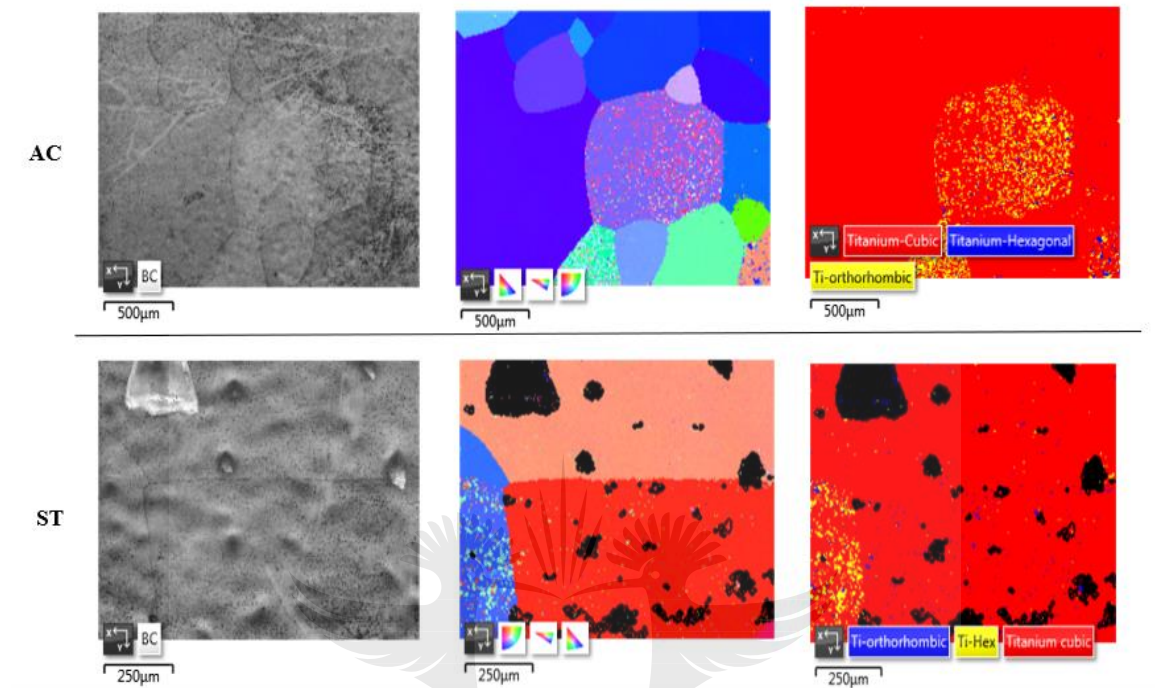 AC
X Y BC
500µm
X Y
500µm
X Y Titanium-Cubic Titanium-Hexagonal
Ti-orthorhombic
500µm
ST
X Y BC
250µm
X Y
250µm
X Y Ti-orthorhombic Ti-Hex Titanium cubic
250µm